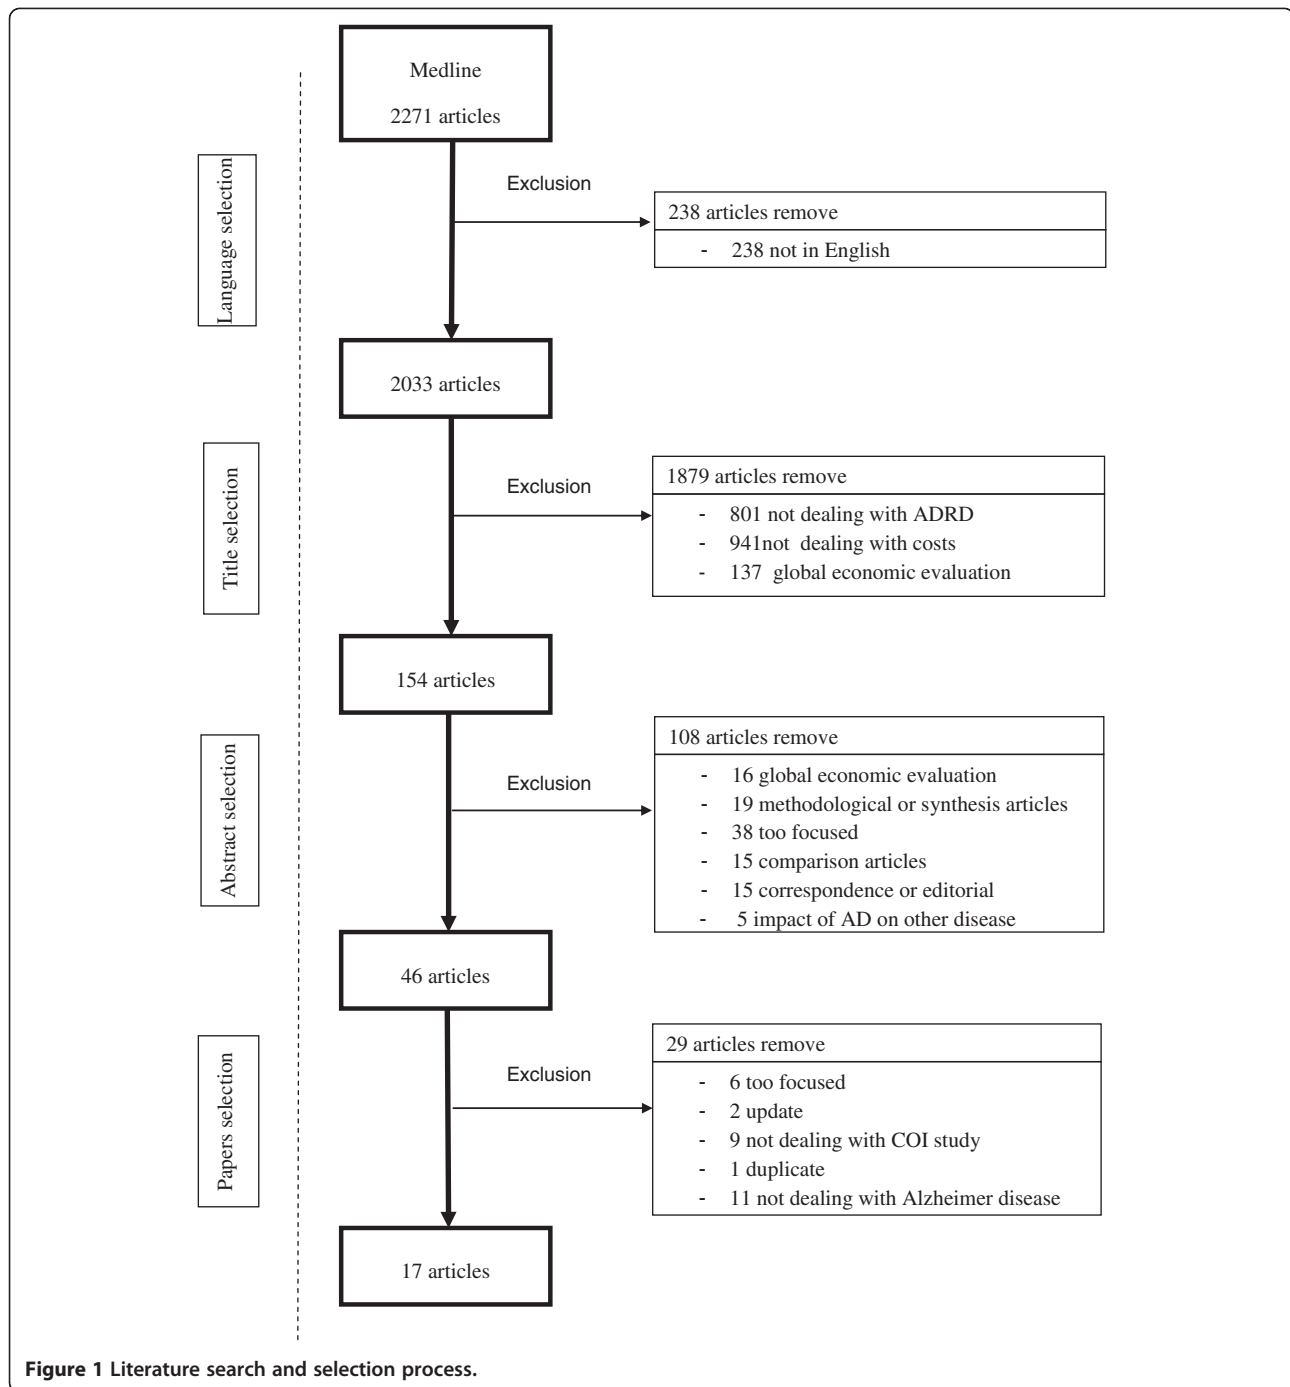 Medline
2271 articles
Language selection
Exclusion
238 articles remove
- 238 not in English
2033 articles
Title selection
Exclusion
1879 articles remove
- 801 not dealing with ADRD
- 941not dealing with costs
- 137 global economic evaluation
154 articles
Abstract selection
Exclusion
108 articles remove
- 16 global economic evaluation
- 19 methodological or synthesis articles
- 38 too focused
- 15 comparison articles
- 15 correspondence or editorial
- 5 impact of AD on other disease
46 articles
Papers selection
Exclusion
29 articles remove
- 6 too focused
- 2 update
- 9 not dealing with COI study
- 1 duplicate
- 11 not dealing with Alzheimer disease
17 articles
Figure 1 Literature search and selection process.